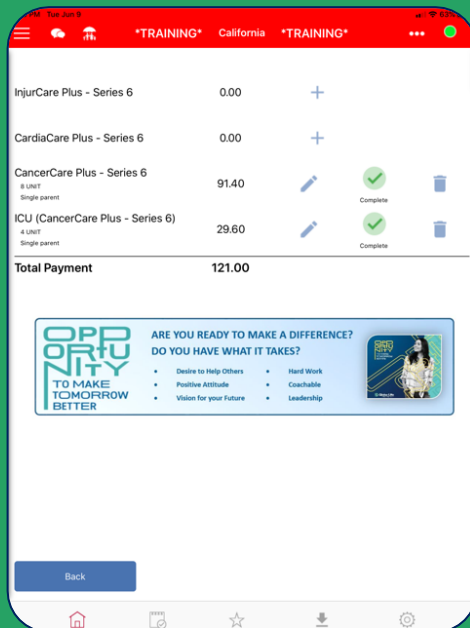 PM Tue Jun 9
63%
*TRAINING* California *TRAINING*
InjurCare Plus - Series 6 0.00 +
CardiaCare Plus - Series 6 0.00 +
CancerCare Plus - Series 6 91.40
8 UNIT
Single parent
Complete
ICU (CancerCare Plus - Series 6) 29.60
4 UNIT
Single parent
Complete
Total Payment 121.00
OPPORTUNITY
TO MAKE
TOMORROW
BETTER
ARE YOU READY TO MAKE A DIFFERENCE?
DO YOU HAVE WHAT IT TAKES?
• Desire to Help Others • Hard Work
• Positive Attitude • Coachable
• Vision for your Future • Leadership
Back